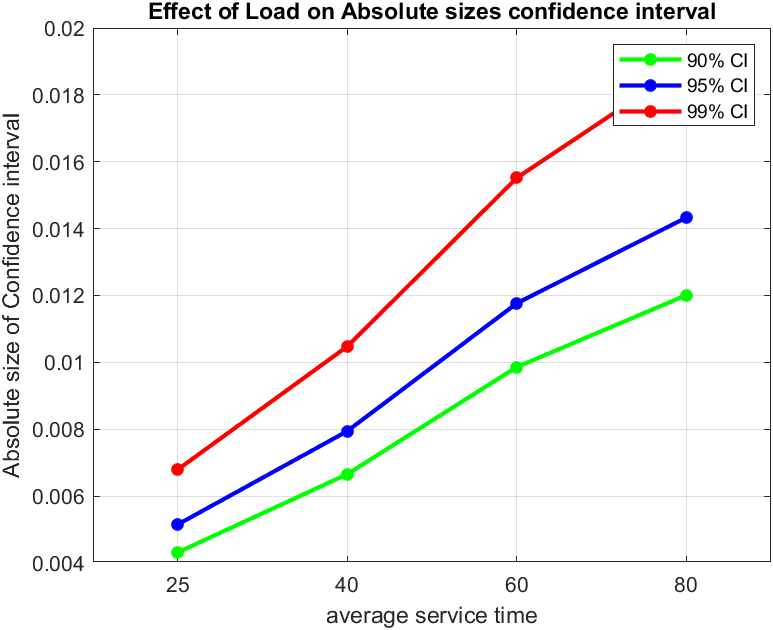 Effect of Load on Absolute sizes confidence interval
0.02
0.018
0.016
0.014
0.012
0.01
0.008
0.006
0.004
Absolute size of Confidence interval
90% CI
95% CI
99% CI
25 40 60 80
average service time